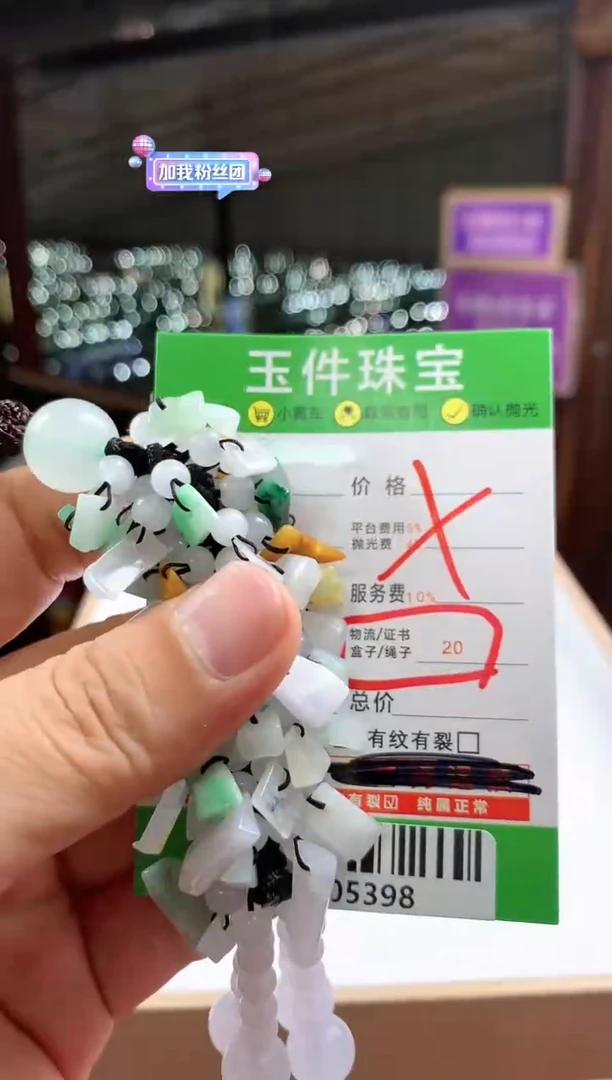 加我粉丝团
玉件珠宝
小黄车
确认抛光
价格
平台费用
抛光费
服务费10%
物流/证书
盒子/绳子 20
总价
有纹有裂
有裂☑ 纯属正常
05398